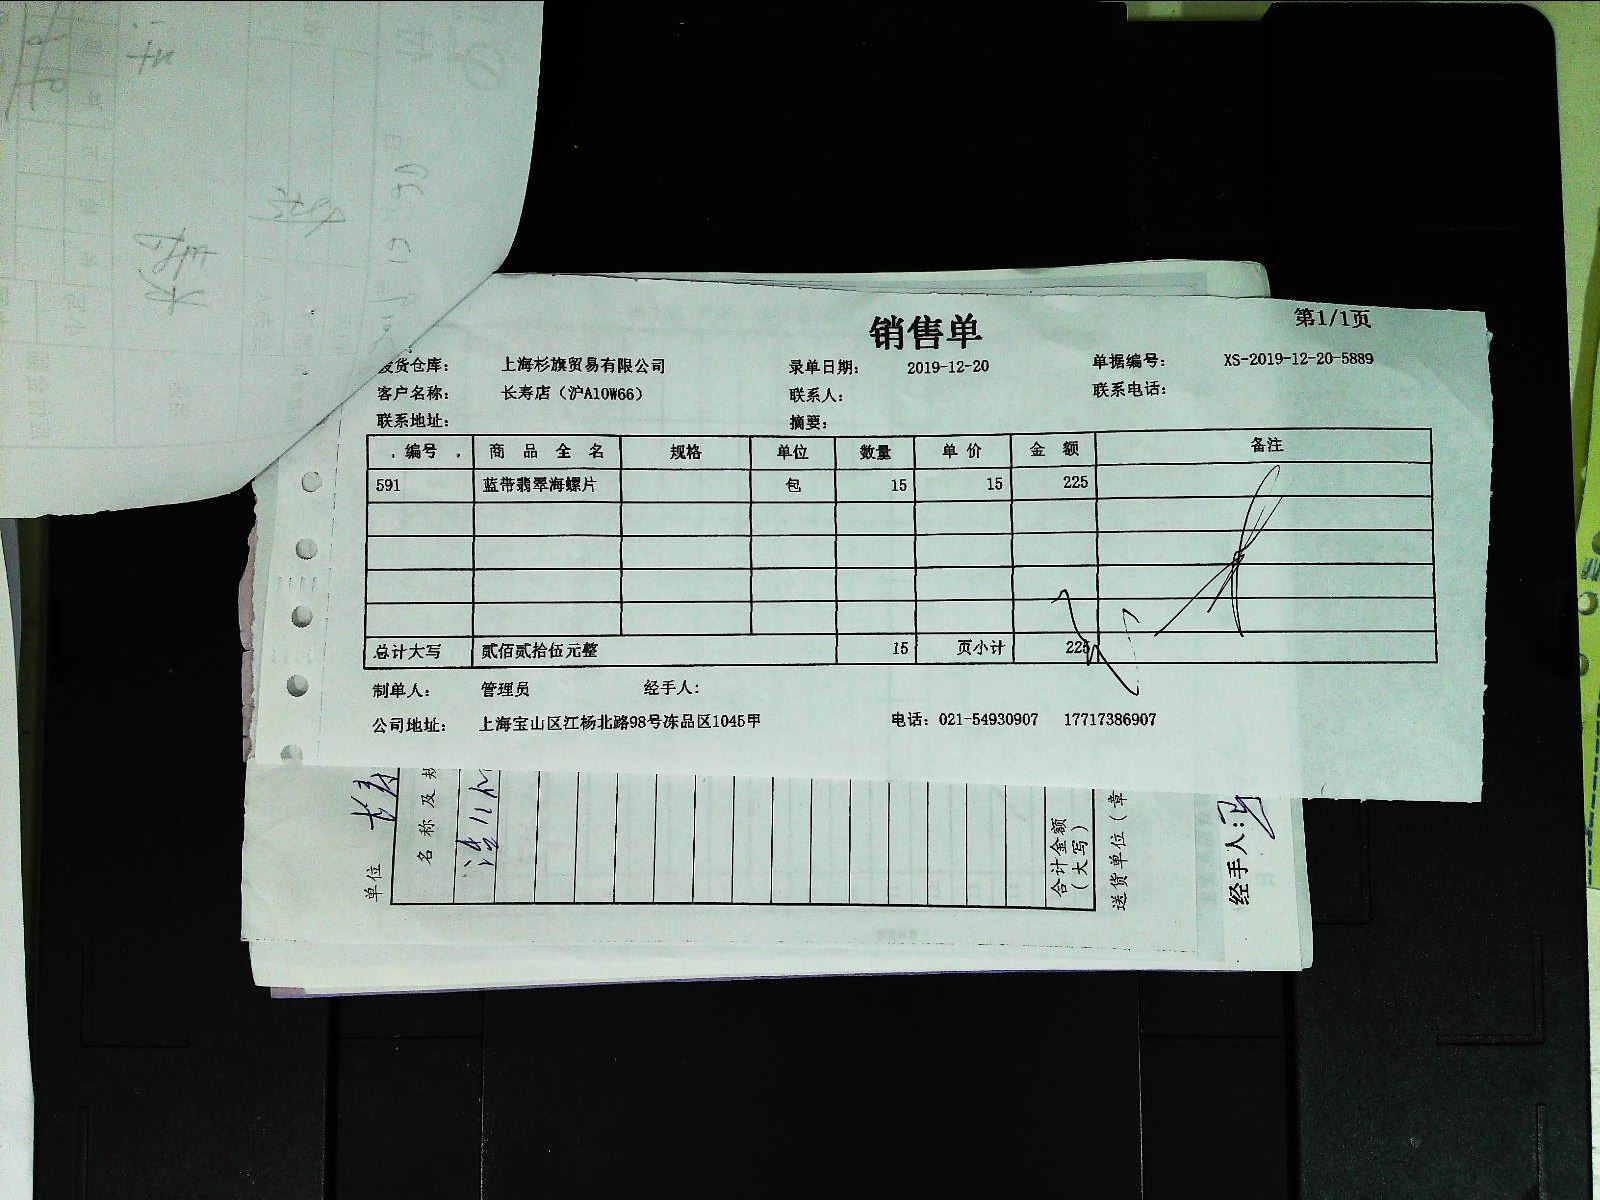 销售单
第1/1页
发货仓库： 上海杉旗贸易有限公司 录单日期： 2019-12-20 单据编号： XS-2019-12-20-5889
客户名称： 长寿店（沪A10W66） 联系人： 联系电话：
联系地址： 摘要：
编号 商品全名 规格 单位 数量 单价 金额 备注
591 蓝带翡翠海螺片 包 15 15 225
总计大写 贰佰贰拾伍元整 15 页小计 225
制单人： 管理员 经手人：
公司地址： 上海宝山区江杨北路98号冻品区1045甲 电话：021-54930907 17717386907
单位 长寿
名称及规
合计金额
（大写）
送货单位（章
经手人：